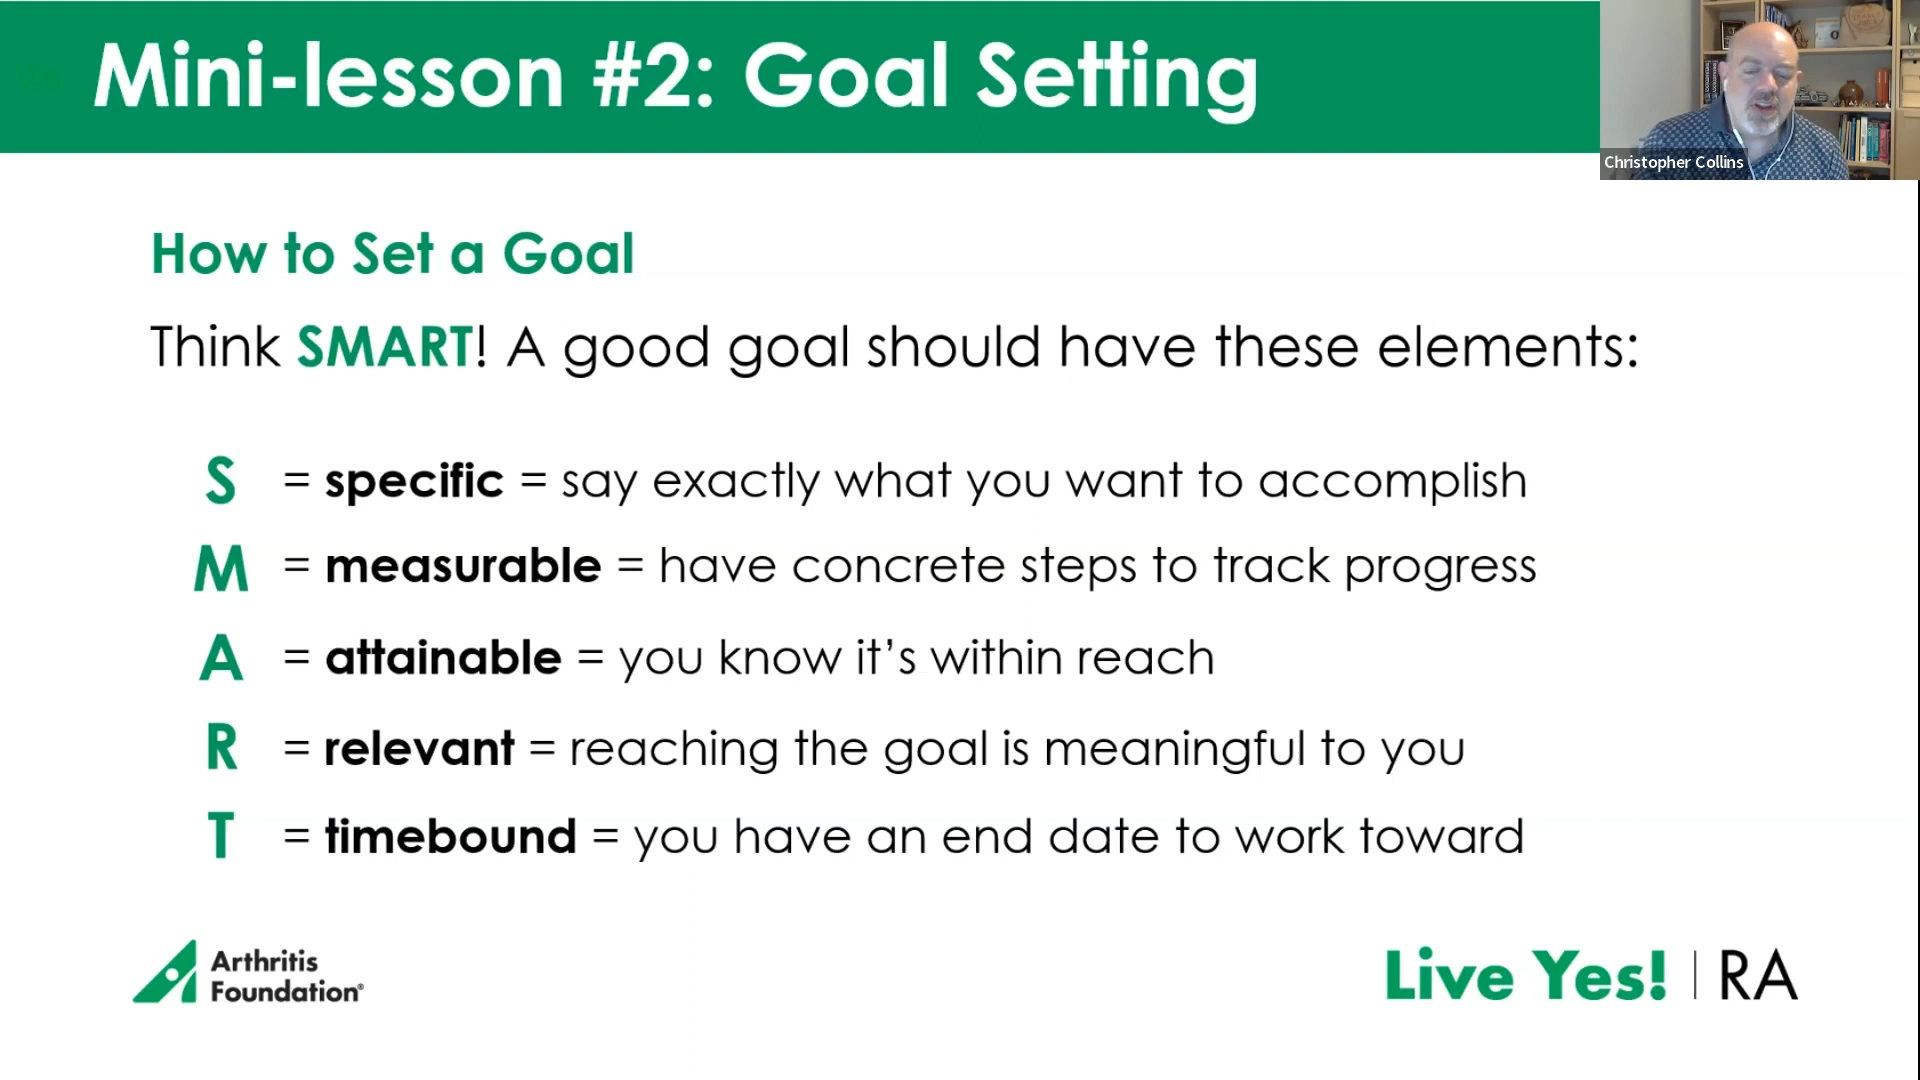 Mini-lesson #2: Goal Setting
Christopher Collins
How to Set a Goal
Think SMART! A good goal should have these elements:
S = specific = say exactly what you want to accomplish
M = measurable = have concrete steps to track progress
A = attainable = you know it’s within reach
R = relevant = reaching the goal is meaningful to you
T = timebound = you have an end date to work toward
Arthritis
Foundation®
Live Yes! | RA